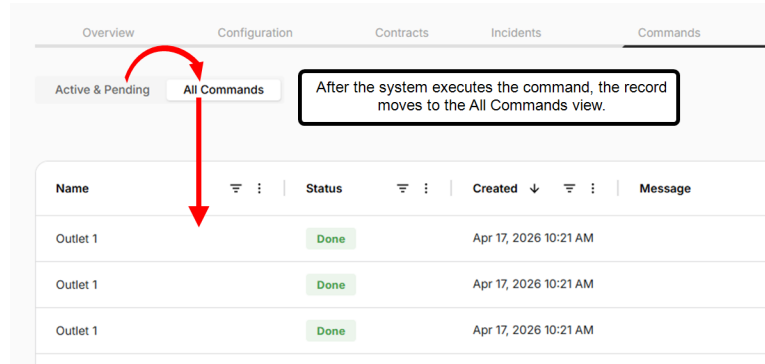 Overview Configuration Contracts Incidents Commands
Active & Pending All Commands
After the system executes the command, the record
moves to the All Commands view.
Name Status Created Message
Outlet 1 Done Apr 17, 2026 10:21 AM
Outlet 1 Done Apr 17, 2026 10:21 AM
Outlet 1 Done Apr 17, 2026 10:21 AM